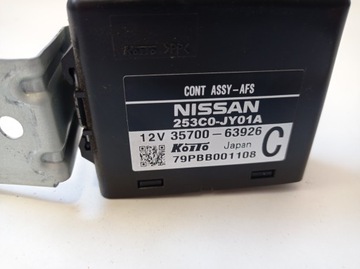 CONT ASSY-AFS
NISSAN
253C0-JY01A
12V 35700-63926
KOITO Japan C
79PBB001108